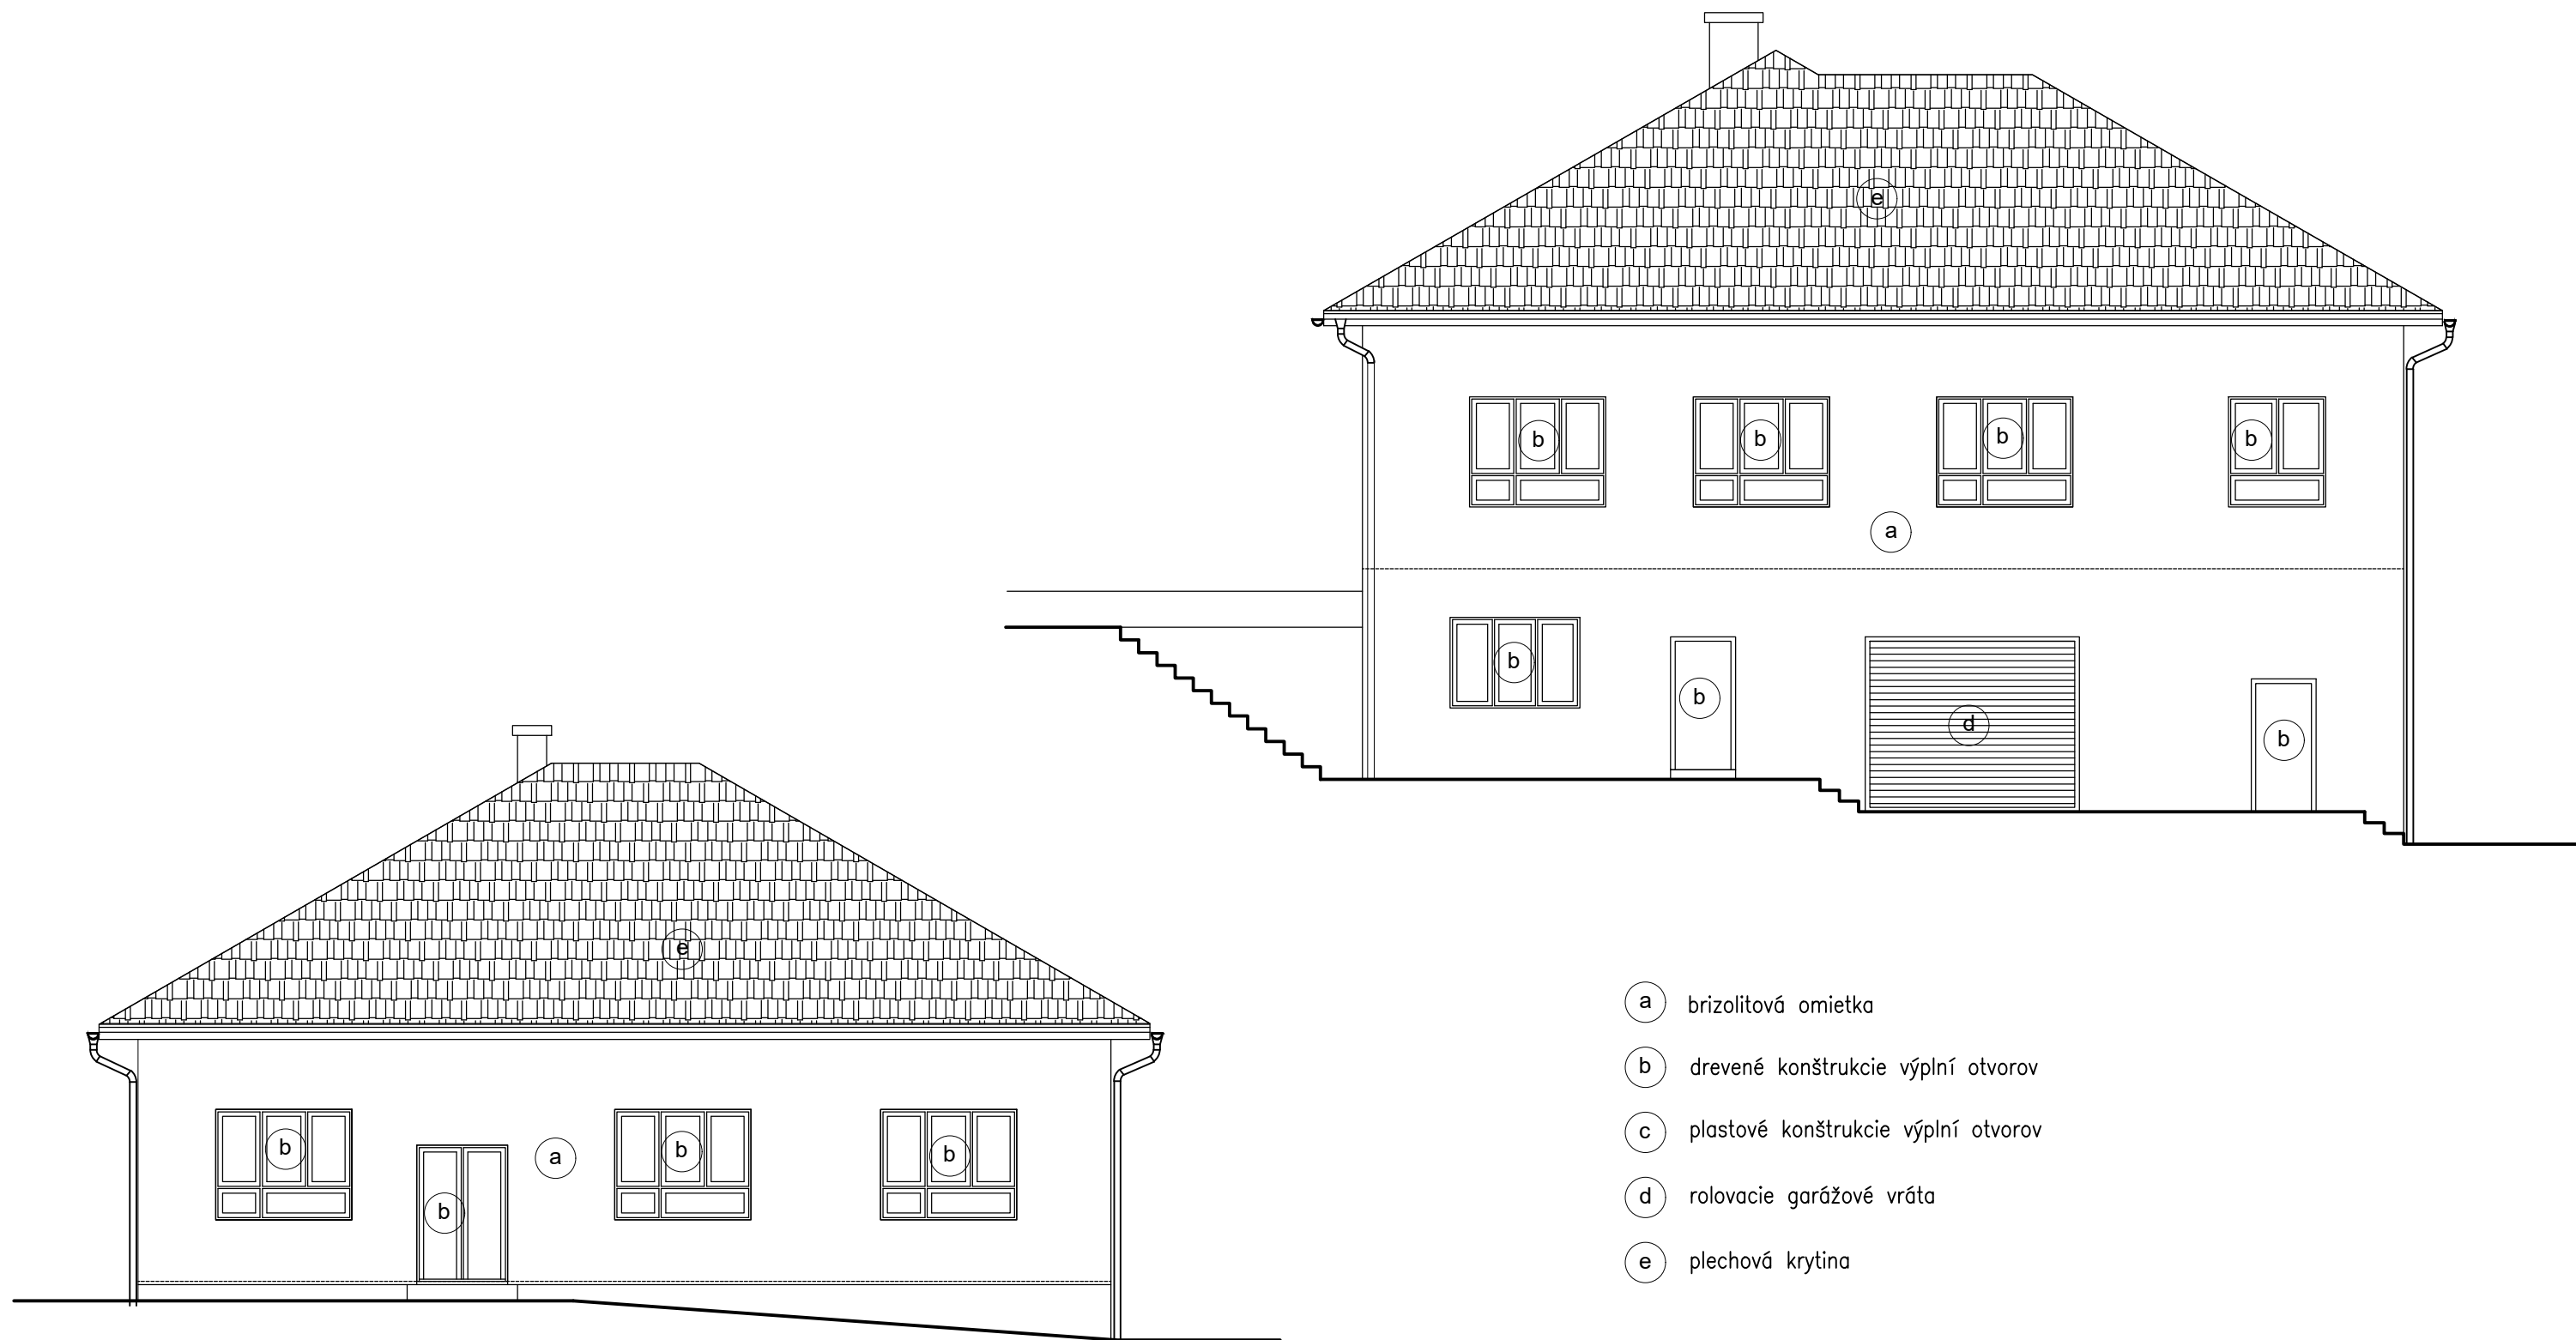 e
b
b
b
b
a
b
b
d
b
e
b
a
b
b
b
a brizolitová omietka
b drevené konštrukcie výplní otvorov
c plastové konštrukcie výplní otvorov
d rolovacie garážové vráta
e plechová krytina